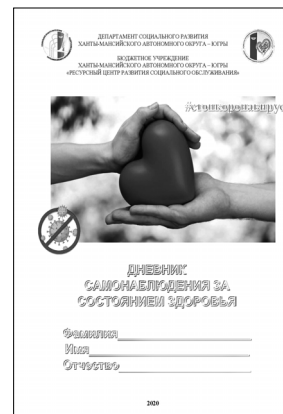 ДЕПАРТАМЕНТ СОЦИАЛЬНОГО РАЗВИТИЯ
ХАНТЫ-МАНСИЙСКОГО АВТОНОМНОГО ОКРУГА – ЮГРЫ
БЮДЖЕТНОЕ УЧРЕЖДЕНИЕ
ХАНТЫ-МАНСИЙСКОГО АВТОНОМНОГО ОКРУГА – ЮГРЫ
«РЕСУРСНЫЙ ЦЕНТР РАЗВИТИЯ СОЦИАЛЬНОГО ОБСЛУЖИВАНИЯ»
#стопкоронавирус
ДНЕВНИК
САМОНАБЛЮДЕНИЯ ЗА
СОСТОЯНИЕМ ЗДОРОВЬЯ
Фамилия
Имя
Отчество
2020